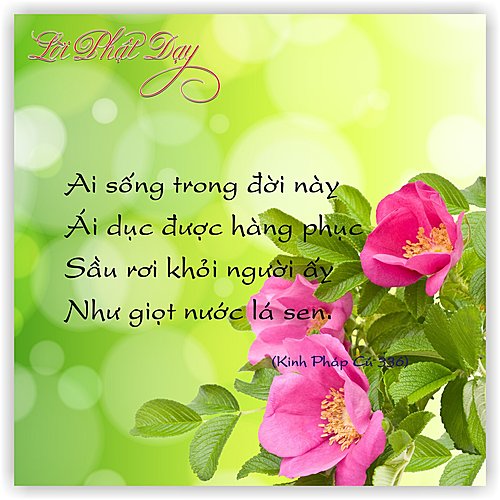 Lời Phật Dạy
Ai sống trong đời này
Ái dục được hàng phục
Sầu rơi khỏi người ấy
Như giọt nước lá sen.
(Kinh Pháp Cú 336)